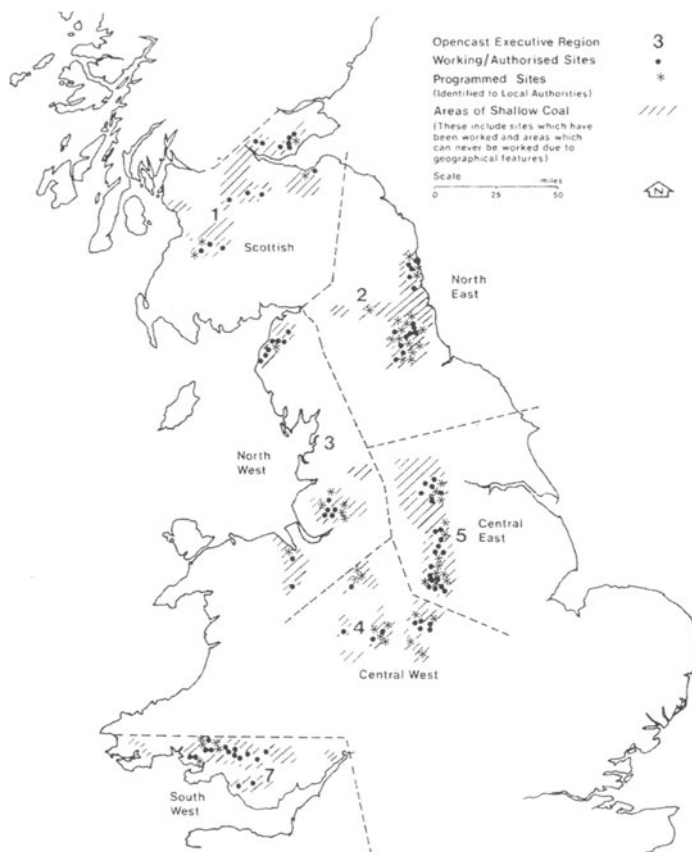 Opencast Executive Region 3
Working/Authorised Sites
Programmed Sites
(Identified to Local Authorities)
Areas of Shallow Coal
(These include sites which have
been worked and areas which
can never be worked due to
geographical features)
Scale miles
0 25 50
N
1
Scottish
2
North
East
3
North
West
5
Central
East
4
Central West
7
South
West